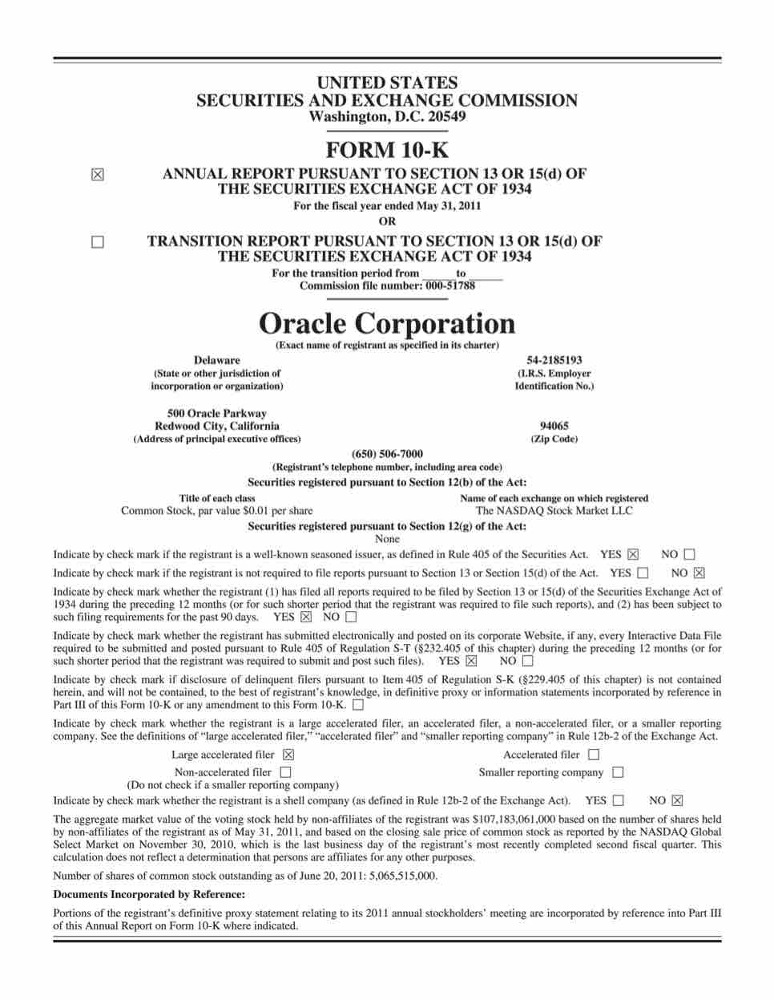 UNITED STATES
SECURITIES AND EXCHANGE COMMISSION
Washington, D.C. 20549
FORM 10-K
☒ ANNUAL REPORT PURSUANT TO SECTION 13 OR 15(d) OF
THE SECURITIES EXCHANGE ACT OF 1934
For the fiscal year ended May 31, 2011
OR
☐ TRANSITION REPORT PURSUANT TO SECTION 13 OR 15(d) OF
THE SECURITIES EXCHANGE ACT OF 1934
For the transition period from ______ to ______
Commission file number: 000-51788
Oracle Corporation
(Exact name of registrant as specified in its charter)
Delaware 54-2185193
(State or other jurisdiction of (I.R.S. Employer
incorporation or organization) Identification No.)
500 Oracle Parkway
Redwood City, California 94065
(Address of principal executive offices) (Zip Code)
(650) 506-7000
(Registrant's telephone number, including area code)
Securities registered pursuant to Section 12(b) of the Act:
Title of each class Name of each exchange on which registered
Common Stock, par value $0.01 per share The NASDAQ Stock Market LLC
Securities registered pursuant to Section 12(g) of the Act:
None
Indicate by check mark if the registrant is a well-known seasoned issuer, as defined in Rule 405 of the Securities Act. YES ☒ NO ☐
Indicate by check mark if the registrant is not required to file reports pursuant to Section 13 or Section 15(d) of the Act. YES ☐ NO ☒
Indicate by check mark whether the registrant (1) has filed all reports required to be filed by Section 13 or 15(d) of the Securities Exchange Act of
1934 during the preceding 12 months (or for such shorter period that the registrant was required to file such reports), and (2) has been subject to
such filing requirements for the past 90 days. YES ☒ NO ☐
Indicate by check mark whether the registrant has submitted electronically and posted on its corporate Website, if any, every Interactive Data File
required to be submitted and posted pursuant to Rule 405 of Regulation S-T (§232.405 of this chapter) during the preceding 12 months (or for
such shorter period that the registrant was required to submit and post such files). YES ☒ NO ☐
Indicate by check mark if disclosure of delinquent filers pursuant to Item 405 of Regulation S-K (§229.405 of this chapter) is not contained
herein, and will not be contained, to the best of registrant's knowledge, in definitive proxy or information statements incorporated by reference in
Part III of this Form 10-K or any amendment to this Form 10-K. ☐
Indicate by check mark whether the registrant is a large accelerated filer, an accelerated filer, a non-accelerated filer, or a smaller reporting
company. See the definitions of "large accelerated filer," "accelerated filer" and "smaller reporting company" in Rule 12b-2 of the Exchange Act.
Large accelerated filer ☒ Accelerated filer ☐
Non-accelerated filer ☐ Smaller reporting company ☐
(Do not check if a smaller reporting company)
Indicate by check mark whether the registrant is a shell company (as defined in Rule 12b-2 of the Exchange Act). YES ☐ NO ☒
The aggregate market value of the voting stock held by non-affiliates of the registrant was $107,183,061,000 based on the number of shares held
by non-affiliates of the registrant as of May 31, 2011, and based on the closing sale price of common stock as reported by the NASDAQ Global
Select Market on November 30, 2010, which is the last business day of the registrant's most recently completed second fiscal quarter. This
calculation does not reflect a determination that persons are affiliates for any other purposes.
Number of shares of common stock outstanding as of June 20, 2011: 5,065,515,000.
Documents Incorporated by Reference:
Portions of the registrant's definitive proxy statement relating to its 2011 annual stockholders' meeting are incorporated by reference into Part III
of this Annual Report on Form 10-K where indicated.